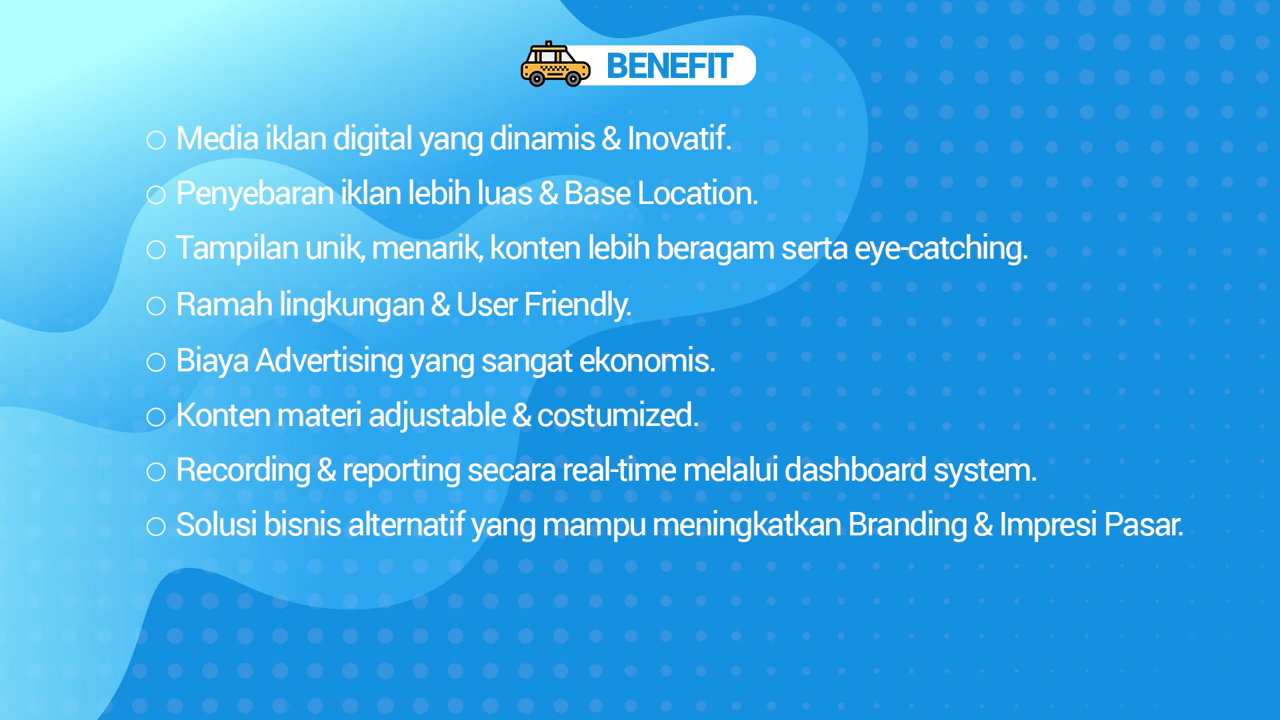 BENEFIT
Media iklan digital yang dinamis & Inovatif.
Penyebaran iklan lebih luas & Base Location.
Tampilan unik, menarik, konten lebih beragam serta eye-catching.
Ramah lingkungan & User Friendly.
Biaya Advertising yang sangat ekonomis.
Konten materi adjustable & costumized.
Recording & reporting secara real-time melalui dashboard system.
Solusi bisnis alternatif yang mampu meningkatkan Branding & Impresi Pasar.